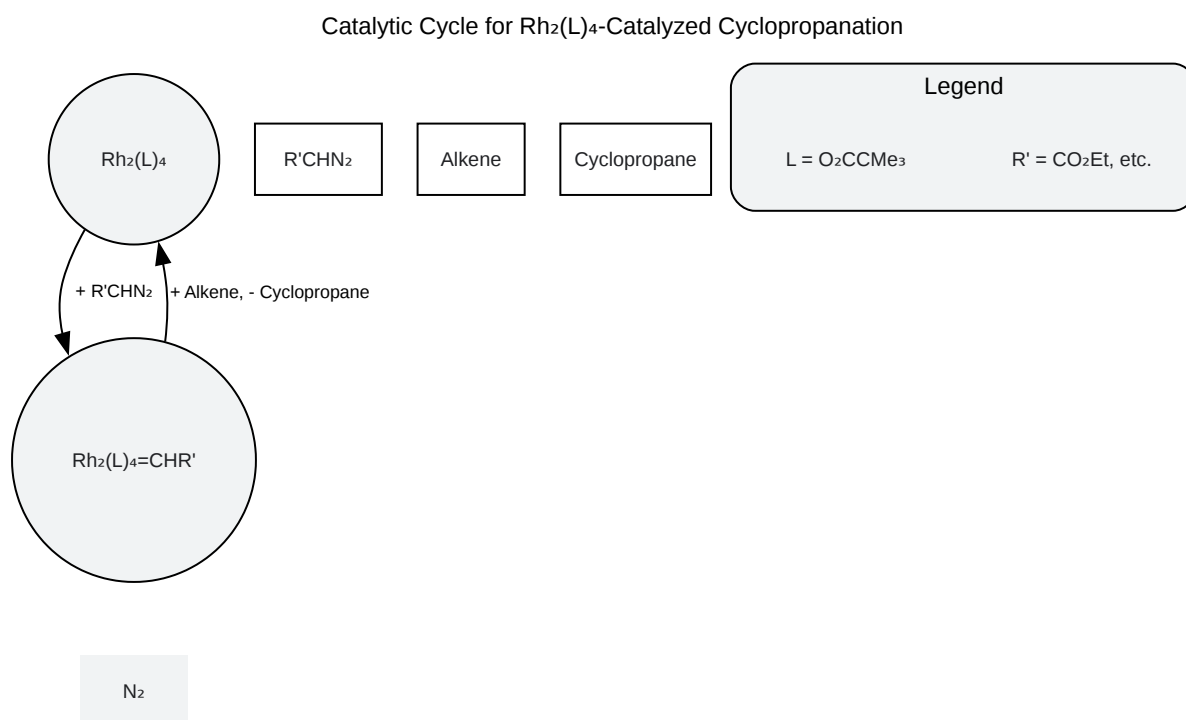 Catalytic Cycle for Rh₂(L)₄-Catalyzed Cyclopropanation
Legend
Rh₂(L)₄
R'CHN₂
Alkene
Cyclopropane
L = O₂CCMe₃
R' = CO₂Et, etc.
+ R'CHN₂
+ Alkene, - Cyclopropane
Rh₂(L)₄=CHR'
N₂